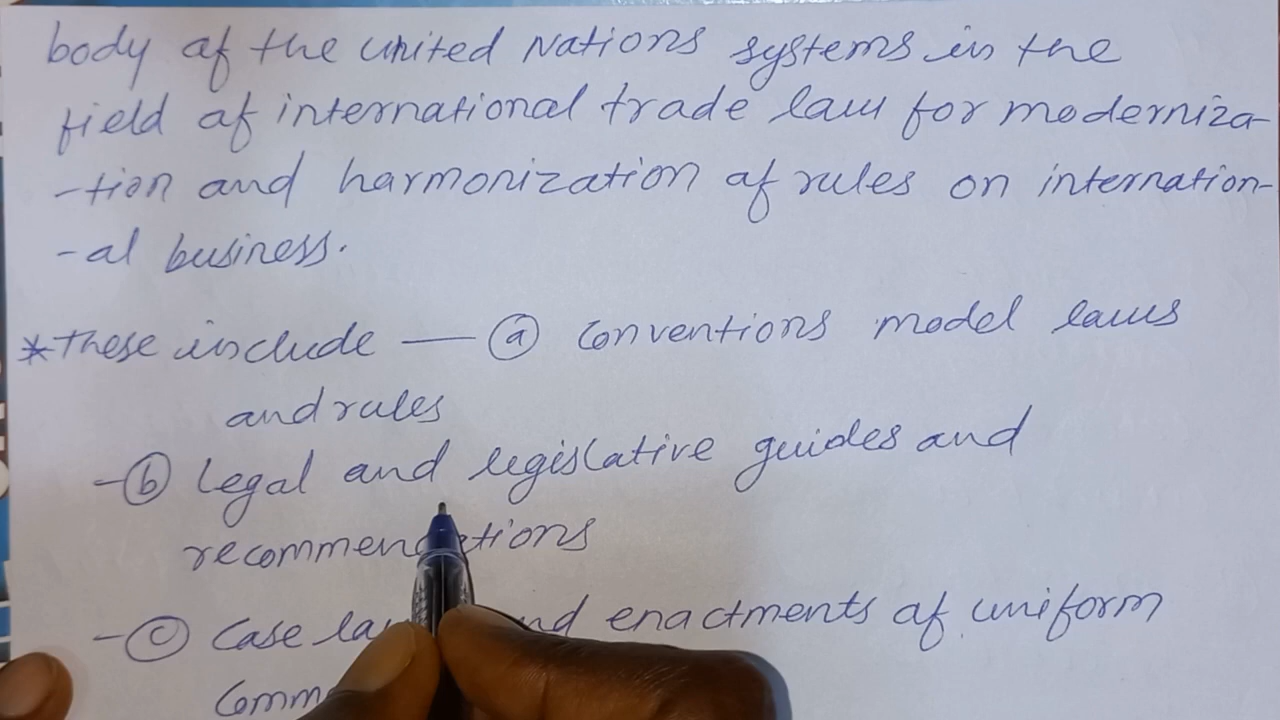 body of the united Nations systems in the
field of international trade law for moderniza-
-tion and harmonization of rules on internation-
-al business.
*These include — (a) Conventions model laws
and rules
-(b) Legal and legislative guides and
-(c) Case enactments of uniform